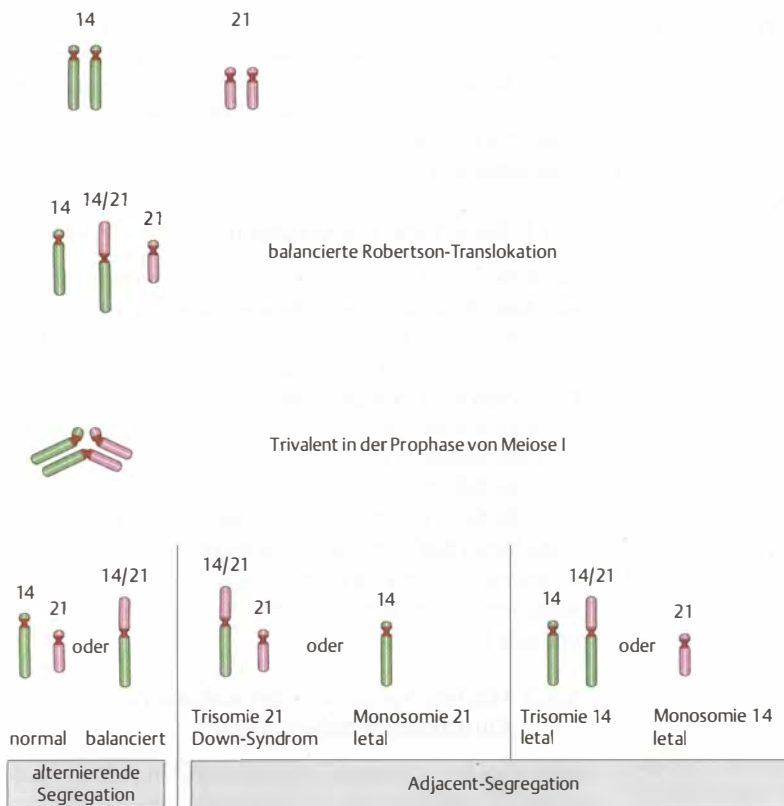 14 21
14 14/21 21
balancierte Robertson-Translokation
Trivalent in der Prophase von Meiose I
14 21 oder 14/21
normal balanciert
alternierende
Segregation
14/21 21 oder 14
Trisomie 21 Monosomie 21
Down-Syndrom letal
14 14/21 oder 21
Trisomie 14 Monosomie 14
letal letal
Adjacent-Segregation